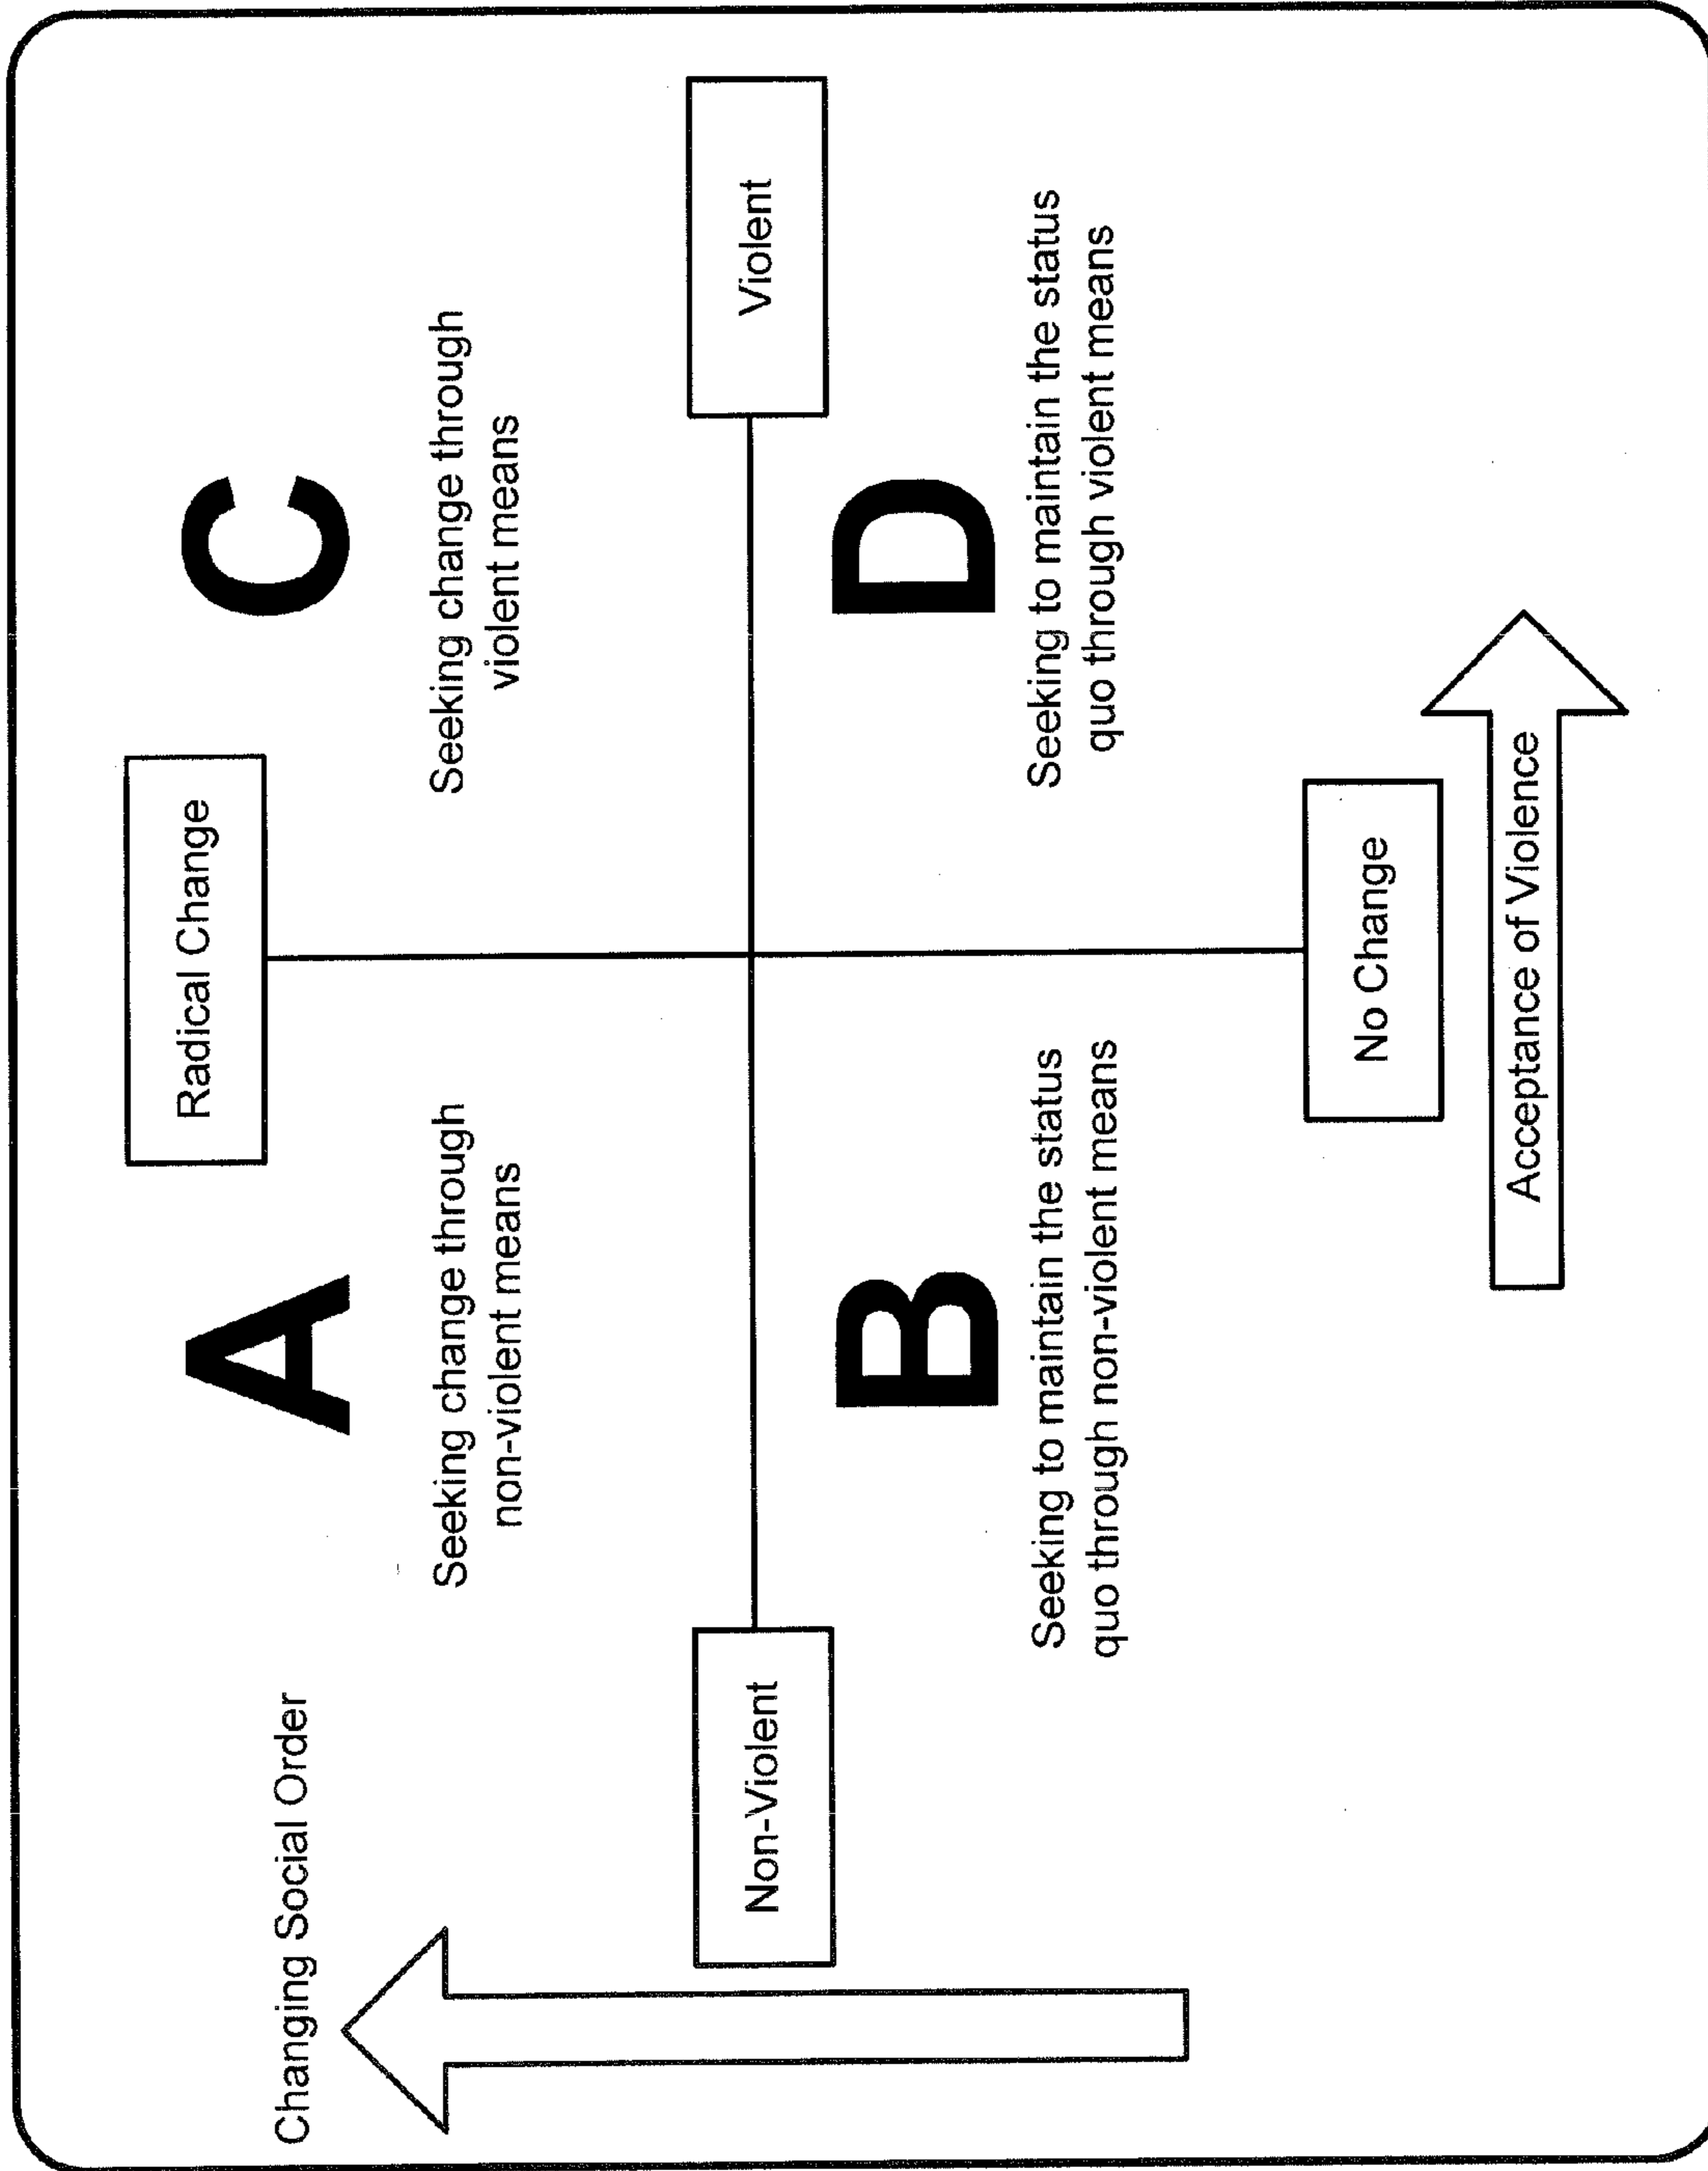 Changing Social Order
Radical Change
A
Seeking change through
non-violent means
C
Seeking change through
violent means
Non-Violent
Violent
B
Seeking to maintain the status
quo through non-violent means
D
Seeking to maintain the status
quo through violent means
No Change
Acceptance of Violence